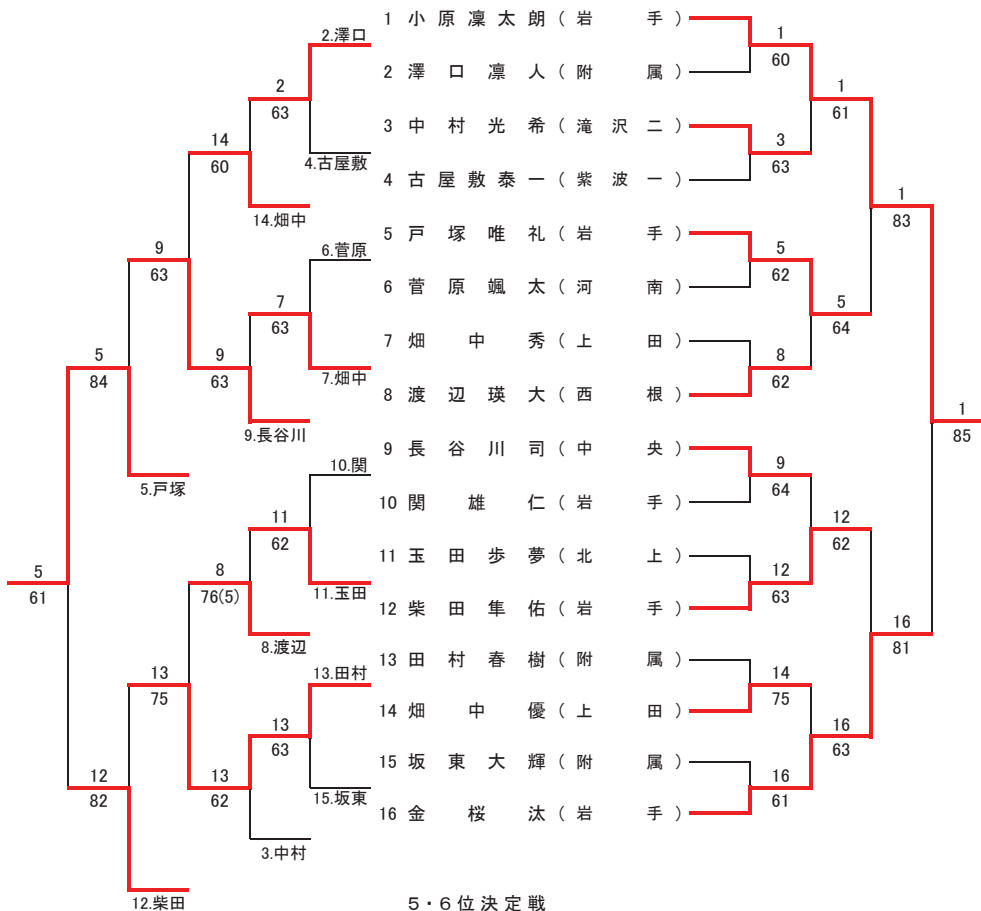 1 小原凜太朗（岩手）
2 澤口凛人（附属）
3 中村光希（滝沢二）
4 古屋敷泰一（紫波一）
5 戸塚唯礼（岩手）
6 菅原颯太（河南）
7 畑中秀（上田）
8 渡辺瑛大（西根）
9 長谷川司（中央）
10 関雄仁（岩手）
11 玉田歩夢（北上）
12 柴田隼佑（岩手）
13 田村春樹（附属）
14 畑中優（上田）
15 坂東大輝（附属）
16 金桜汰（岩手）
1
60
3
63
5
62
8
62
9
64
12
63
14
75
16
61
1
61
5
64
12
62
16
63
1
83
16
81
1
85
2.澤口
4.古屋敷
2
63
14.畑中
14
60
6.菅原
7.畑中
7
63
9.長谷川
9
63
9
63
5.戸塚
5
84
10.関
11.玉田
11
62
8.渡辺
8
76(5)
13.田村
15.坂東
13
63
3.中村
13
62
13
75
12.柴田
12
82
5
61
5・6位決定戦